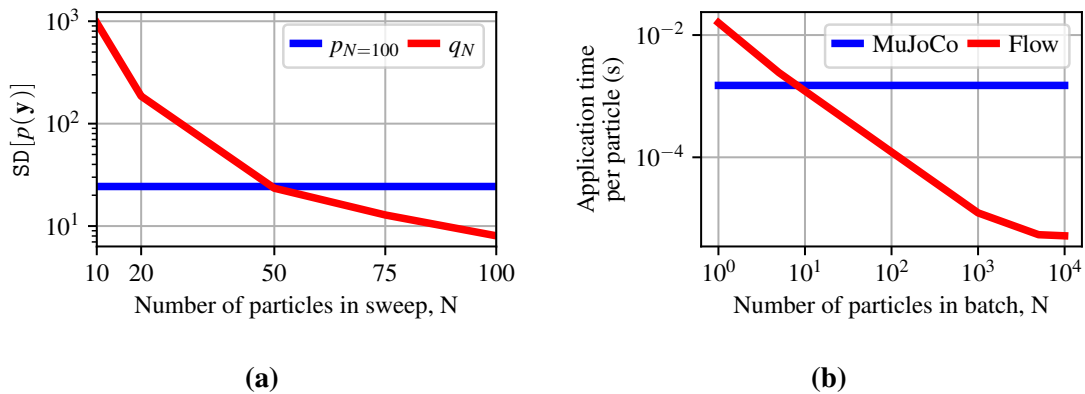 10³
10²
10¹
SD[p(y)]
p_{N=100} q_N
10 20 50 75 100
Number of particles in sweep, N
(a)
10⁻²
10⁻⁴
Application time
per particle (s)
MuJoCo Flow
10⁰ 10¹ 10² 10³ 10⁴
Number of particles in batch, N
(b)